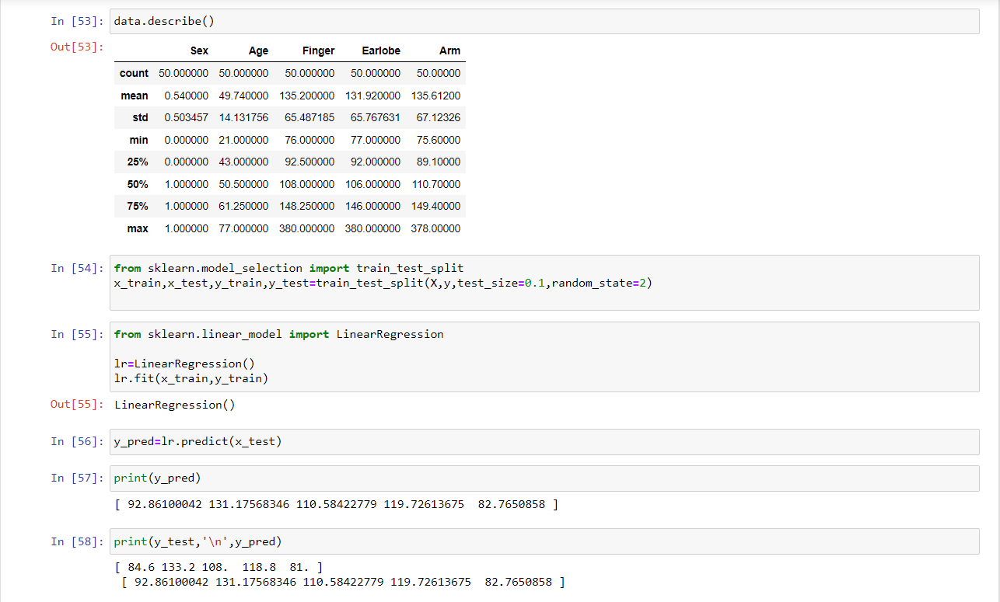 In [53]: data.describe()
Out[53]:
Sex Age Finger Earlobe Arm
count 50.000000 50.000000 50.000000 50.000000 50.00000
mean 0.540000 49.740000 135.200000 131.920000 135.61200
std 0.503457 14.131756 65.487185 65.767631 67.12326
min 0.000000 21.000000 76.000000 77.000000 75.60000
25% 0.000000 43.000000 92.500000 92.000000 89.10000
50% 1.000000 50.500000 108.000000 106.000000 110.70000
75% 1.000000 61.250000 148.250000 146.000000 149.40000
max 1.000000 77.000000 380.000000 380.000000 378.00000
In [54]: from sklearn.model_selection import train_test_split
x_train,x_test,y_train,y_test=train_test_split(X,y,test_size=0.1,random_state=2)
In [55]: from sklearn.linear_model import LinearRegression
lr=LinearRegression()
lr.fit(x_train,y_train)
Out[55]: LinearRegression()
In [56]: y_pred=lr.predict(x_test)
In [57]: print(y_pred)
[ 92.86100042 131.17568346 110.58422779 119.72613675  82.7650858 ]
In [58]: print(y_test,'\n',y_pred)
[ 84.6 133.2 108.  118.8  81. ]
[ 92.86100042 131.17568346 110.58422779 119.72613675  82.7650858 ]